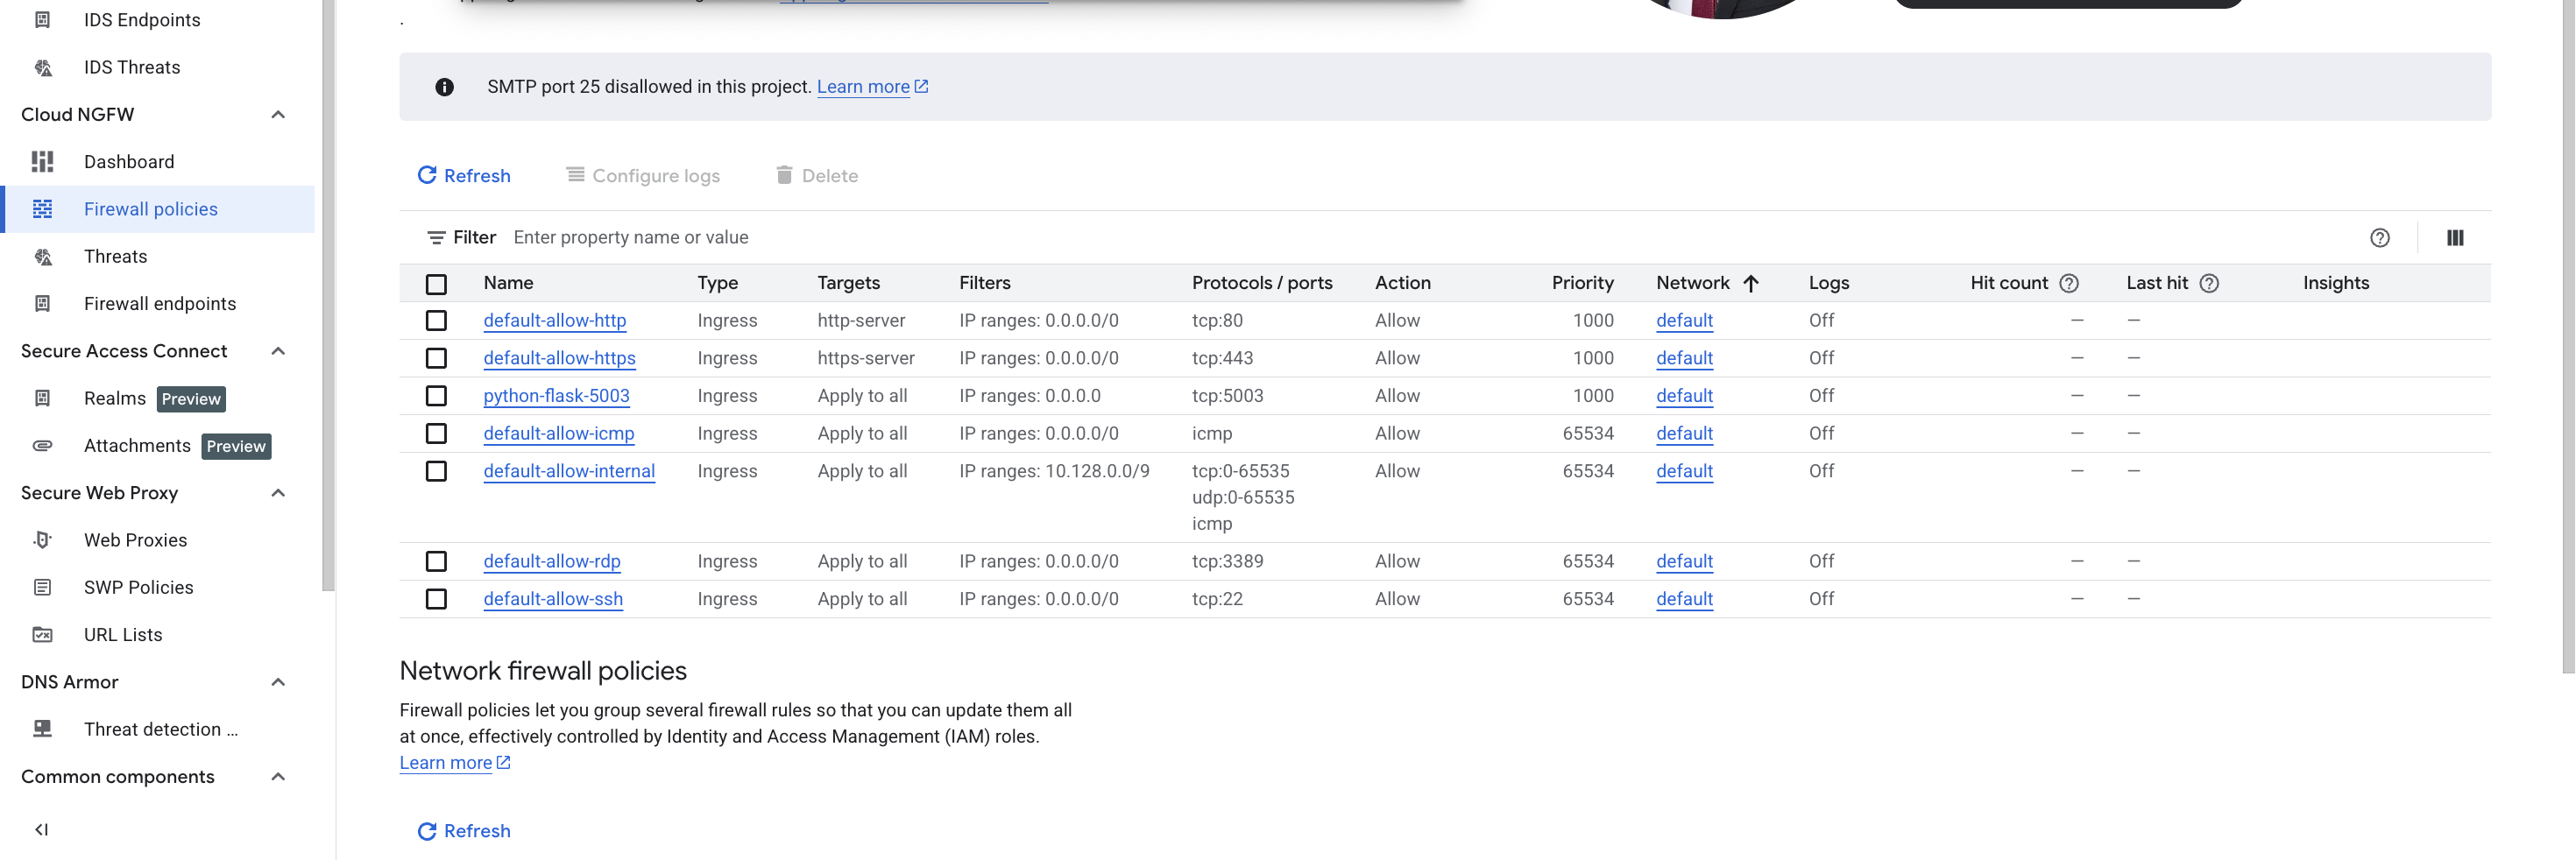 IDS Endpoints
IDS Threats
Cloud NGFW
Dashboard
Firewall policies
Threats
Firewall endpoints
Secure Access Connect
Realms Preview
Attachments Preview
Secure Web Proxy
Web Proxies
SWP Policies
URL Lists
DNS Armor
Threat detection ...
Common components
.
SMTP port 25 disallowed in this project. Learn more
Refresh Configure logs Delete
Filter Enter property name or value
Name Type Targets Filters Protocols / ports Action Priority Network Logs Hit count Last hit Insights
default-allow-http Ingress http-server IP ranges: 0.0.0.0/0 tcp:80 Allow 1000 default Off — —
default-allow-https Ingress https-server IP ranges: 0.0.0.0/0 tcp:443 Allow 1000 default Off — —
python-flask-5003 Ingress Apply to all IP ranges: 0.0.0.0 tcp:5003 Allow 1000 default Off — —
default-allow-icmp Ingress Apply to all IP ranges: 0.0.0.0/0 icmp Allow 65534 default Off — —
default-allow-internal Ingress Apply to all IP ranges: 10.128.0.0/9 tcp:0-65535 Allow 65534 default Off — —
udp:0-65535
icmp
default-allow-rdp Ingress Apply to all IP ranges: 0.0.0.0/0 tcp:3389 Allow 65534 default Off — —
default-allow-ssh Ingress Apply to all IP ranges: 0.0.0.0/0 tcp:22 Allow 65534 default Off — —
Network firewall policies
Firewall policies let you group several firewall rules so that you can update them all
at once, effectively controlled by Identity and Access Management (IAM) roles.
Learn more
Refresh